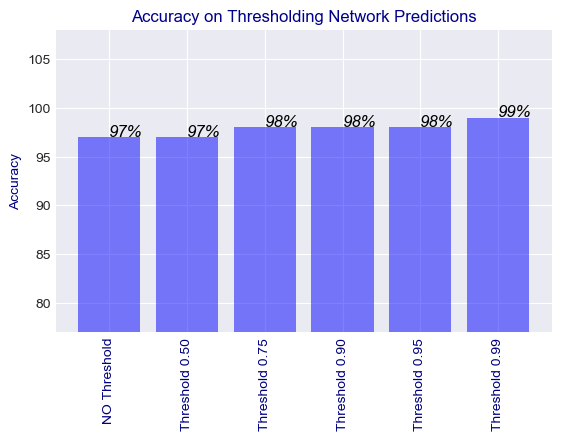 Accuracy on Thresholding Network Predictions
Accuracy
105
100
95
90
85
80
97%
97%
98%
98%
98%
99%
NO Threshold
Threshold 0.50
Threshold 0.75
Threshold 0.90
Threshold 0.95
Threshold 0.99